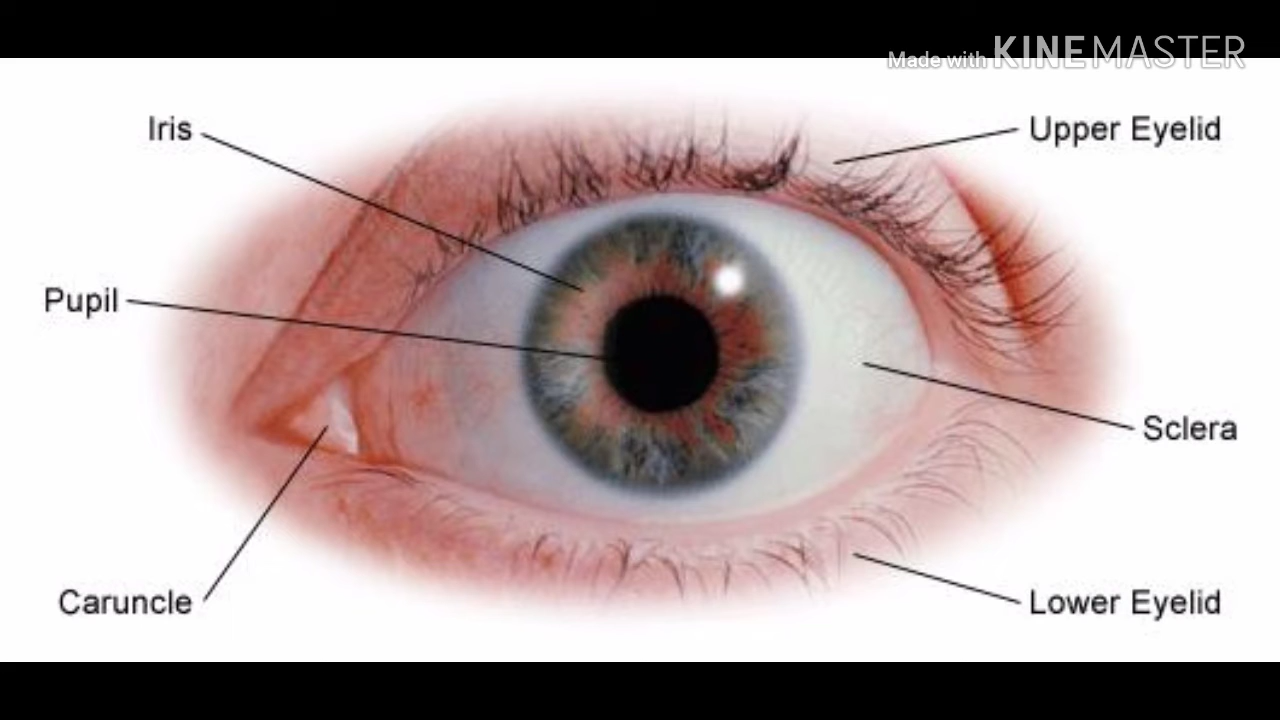 Made with KINEMASTER
Iris
Upper Eyelid
Pupil
Sclera
Caruncle
Lower Eyelid